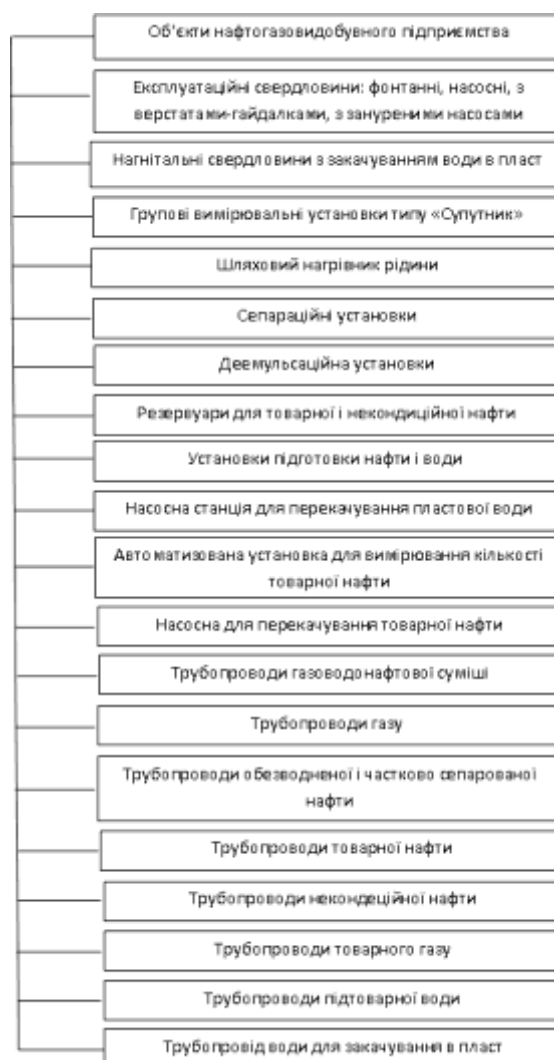 Об'єкти нафтогазовидобувного підприємства
Експлуатаційні свердловини: фонтанні, насосні, з
верстатами-гайдалками, з зануреними насосами
Нагнітальні свердловини з закачуванням води в пласт
Групові вимірювальні установки типу «Супутник»
Шляховий нагрівник рідини
Сепараційні установки
Деемульсаційна установки
Резервуари для товарної і некондиційної нафти
Установки підготовки нафти і води
Насосна станція для перекачування пластової води
Автоматизована установка для вимірювання кількості
товарної нафти
Насосна для перекачування товарної нафти
Трубопроводи газоводонафтової суміші
Трубопроводи газу
Трубопроводи обезводненої і частково сепарованої
нафти
Трубопроводи товарної нафти
Трубопроводи некондеційної нафти
Трубопроводи товарного газу
Трубопроводи підтоварної води
Трубопровід води для закачування в пласт